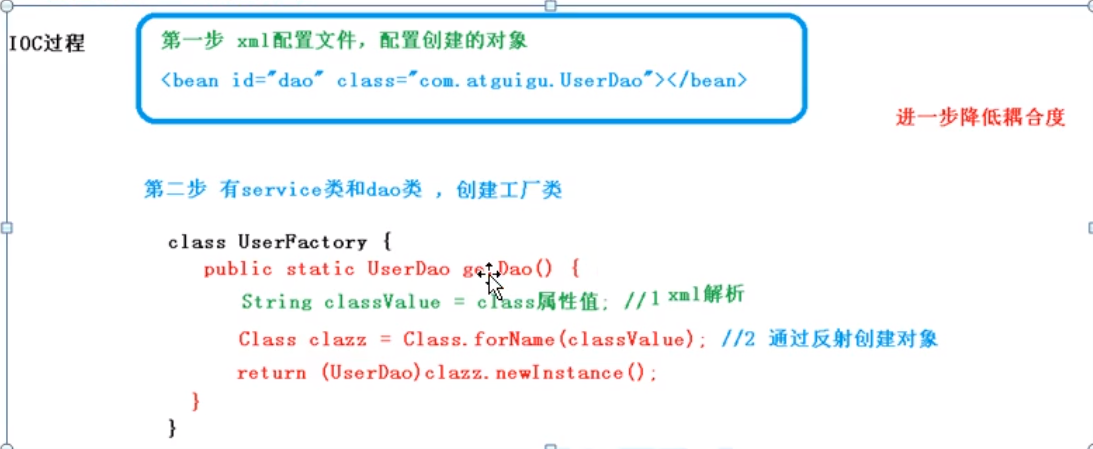 IOC过程
第一步 xml配置文件，配置创建的对象
<bean id="dao" class="com.atguigu.UserDao"></bean>
进一步降低耦合度
第二步 有service类和dao类 ，创建工厂类
class UserFactory {
public static UserDao getDao() {
String classValue = class属性值; //1 xml解析
Class clazz = Class.forName(classValue); //2 通过反射创建对象
return (UserDao)clazz.newInstance();
}
}